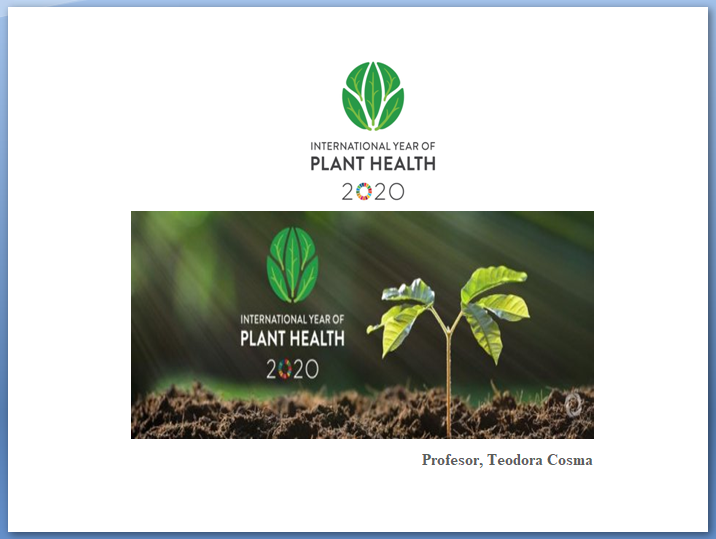 INTERNATIONAL YEAR OF
PLANT HEALTH
2020
INTERNATIONAL YEAR OF
PLANT HEALTH
2020
Profesor, Teodora Cosma